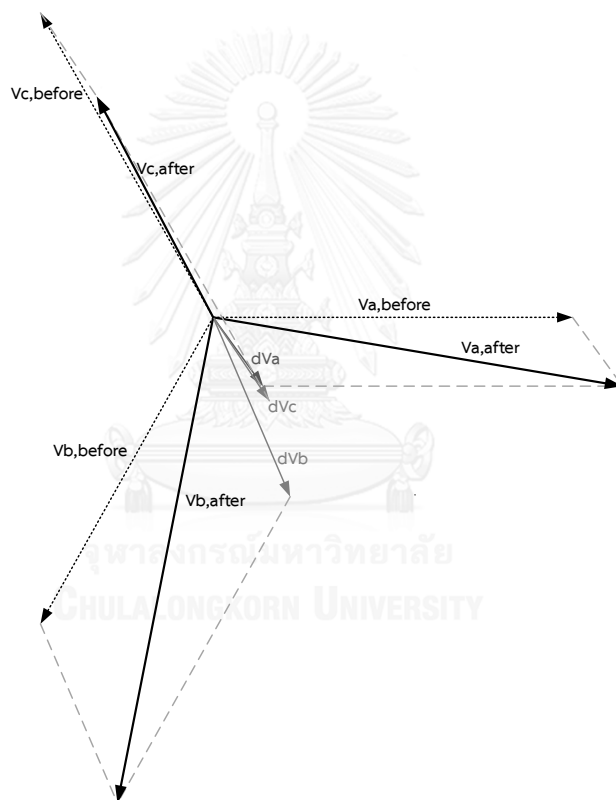 Vc,before
Vc,after
Va,before
Va,after
dVa
dVc
Vb,before
dVb
Vb,after
จุฬาลงกรณ์มหาวิทยาลัย
CHULALONGKORN UNIVERSITY